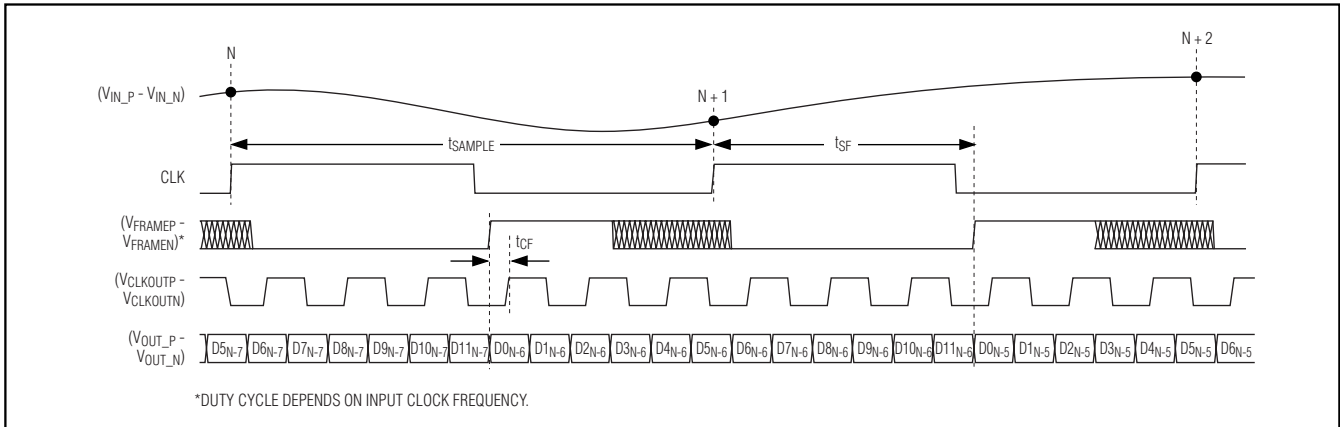 N
N + 1
N + 2
(VIN_P - VIN_N)
tSAMPLE
tSF
CLK
(VFRAMEP -
VFRAMEN)*
tCF
(VCLKOUTP -
VCLKOUTN)
(VOUT_P -
VOUT_N)
D5N-7 D6N-7 D7N-7 D8N-7 D9N-7 D10N-7 D11N-7 D0N-6 D1N-6 D2N-6 D3N-6 D4N-6 D5N-6 D6N-6 D7N-6 D8N-6 D9N-6 D10N-6 D11N-6 D0N-5 D1N-5 D2N-5 D3N-5 D4N-5 D5N-5 D6N-5
*DUTY CYCLE DEPENDS ON INPUT CLOCK FREQUENCY.